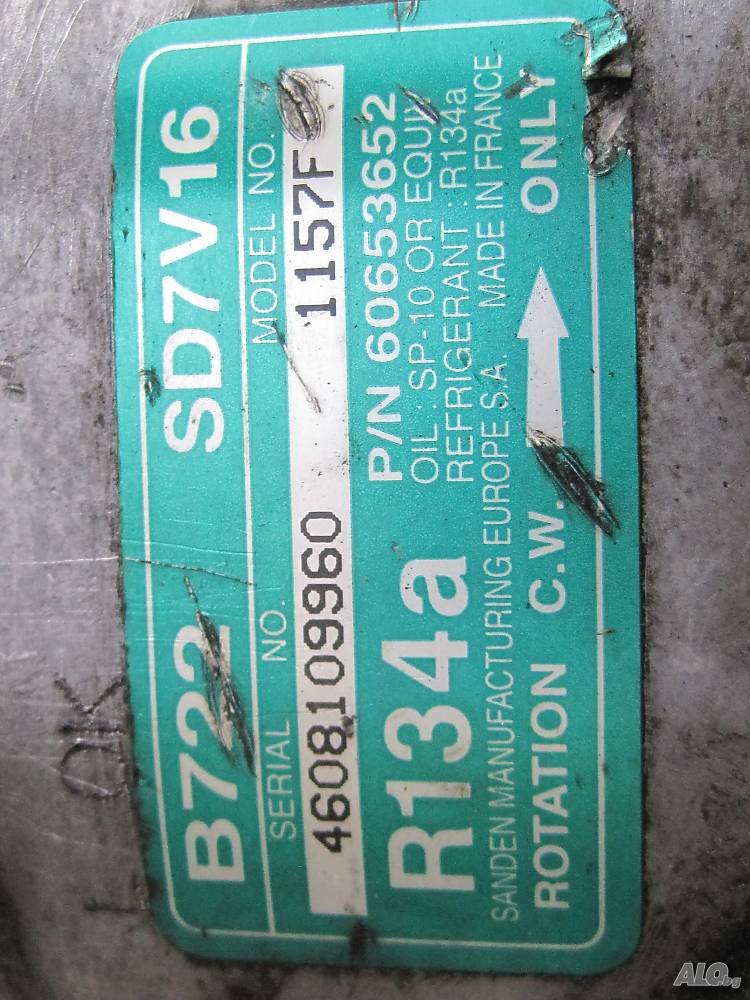 B722 SD7V16
SERIAL NO. MODEL NO.
4608109960 1157F
R134a
P/N 60653652
OIL : SP-10 OR EQUIV
REFRIGERANT : R134a
SANDEN MANUFACTURING EUROPE S.A. MADE IN FRANCE
ROTATION C.W. ONLY
OK
ALO.bg